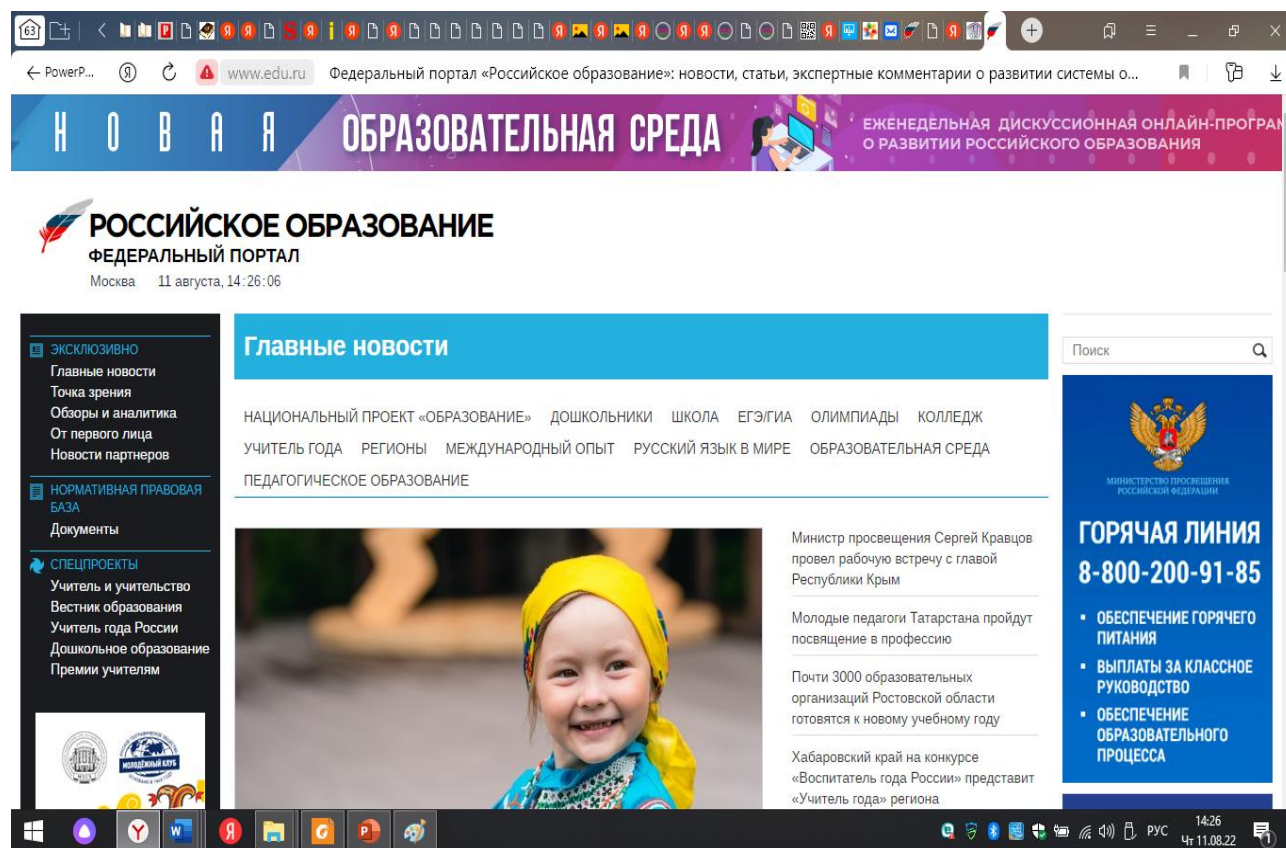 63
← PowerP...
www.edu.ru Федеральный портал «Российское образование»: новости, статьи, экспертные комментарии о развитии системы о...
НОВАЯ ОБРАЗОВАТЕЛЬНАЯ СРЕДА
ЕЖЕНЕДЕЛЬНАЯ ДИСКУССИОННАЯ ОНЛАЙН-ПРОГРАМ
О РАЗВИТИИ РОССИЙСКОГО ОБРАЗОВАНИЯ
РОССИЙСКОЕ ОБРАЗОВАНИЕ
ФЕДЕРАЛЬНЫЙ ПОРТАЛ
Москва 11 августа, 14:26:06
ЭКСКЛЮЗИВНО
Главные новости
Точка зрения
Обзоры и аналитика
От первого лица
Новости партнеров
НОРМАТИВНАЯ ПРАВОВАЯ
БАЗА
Документы
СПЕЦПРОЕКТЫ
Учитель и учительство
Вестник образования
Учитель года России
Дошкольное образование
Премии учителям
МОЛОДЁЖНЫЙ КЛУБ
Главные новости
НАЦИОНАЛЬНЫЙ ПРОЕКТ «ОБРАЗОВАНИЕ» ДОШКОЛЬНИКИ ШКОЛА ЕГЭ/ГИА ОЛИМПИАДЫ КОЛЛЕДЖ
УЧИТЕЛЬ ГОДА РЕГИОНЫ МЕЖДУНАРОДНЫЙ ОПЫТ РУССКИЙ ЯЗЫК В МИРЕ ОБРАЗОВАТЕЛЬНАЯ СРЕДА
ПЕДАГОГИЧЕСКОЕ ОБРАЗОВАНИЕ
Министр просвещения Сергей Кравцов
провел рабочую встречу с главой
Республики Крым
Молодые педагоги Татарстана пройдут
посвящение в профессию
Почти 3000 образовательных
организаций Ростовской области
готовятся к новому учебному году
Хабаровский край на конкурсе
«Воспитатель года России» представит
«Учитель года» региона
Поиск
МИНИСТЕРСТВО ПРОСВЕЩЕНИЯ
РОССИЙСКОЙ ФЕДЕРАЦИИ
ГОРЯЧАЯ ЛИНИЯ
8-800-200-91-85
▪ ОБЕСПЕЧЕНИЕ ГОРЯЧЕГО
ПИТАНИЯ
▪ ВЫПЛАТЫ ЗА КЛАССНОЕ
РУКОВОДСТВО
▪ ОБЕСПЕЧЕНИЕ
ОБРАЗОВАТЕЛЬНОГО
ПРОЦЕССА
РУС
14:26
Чт 11.08.22